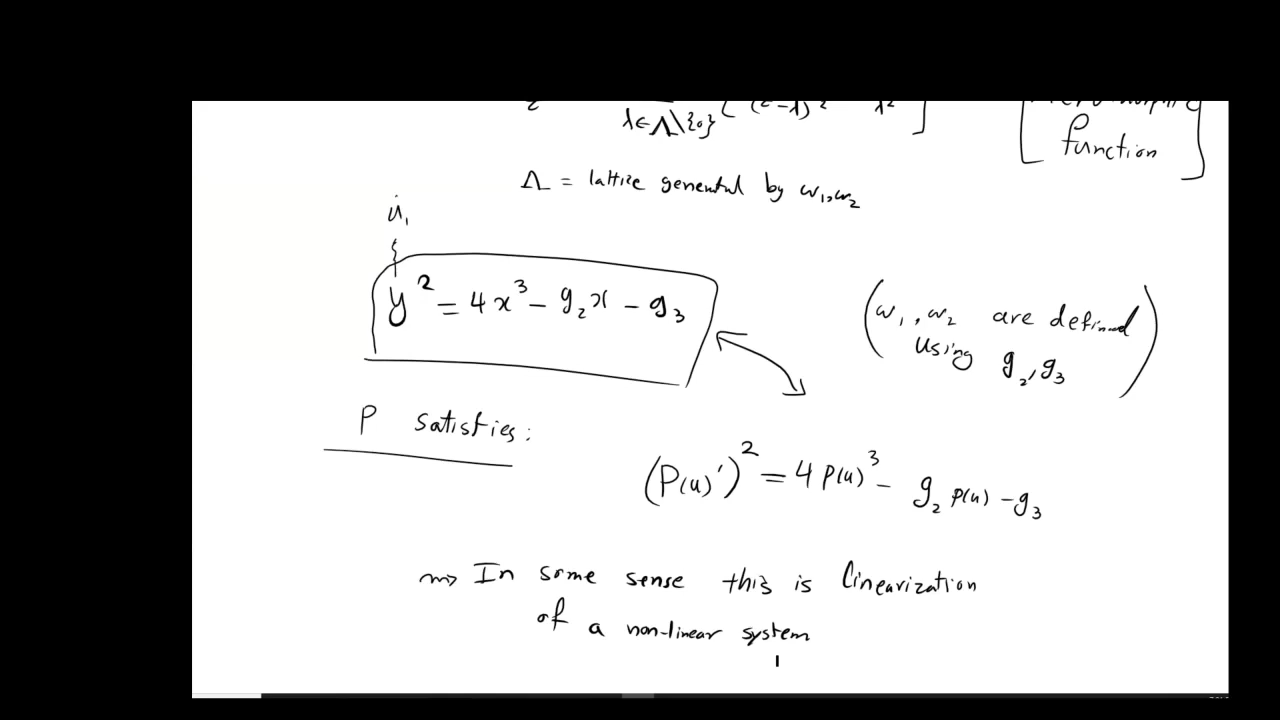 λ∈Λ\{0}
function
Λ = lattice generated by ω₁,ω₂
y² = 4x³ - g₂x - g₃
(ω₁, ω₂ are defined
using g₂, g₃)
P satisfies:
(P(u)')² = 4 P(u)³ - g₂ P(u) - g₃
In some sense this is linearization
of a non-linear system